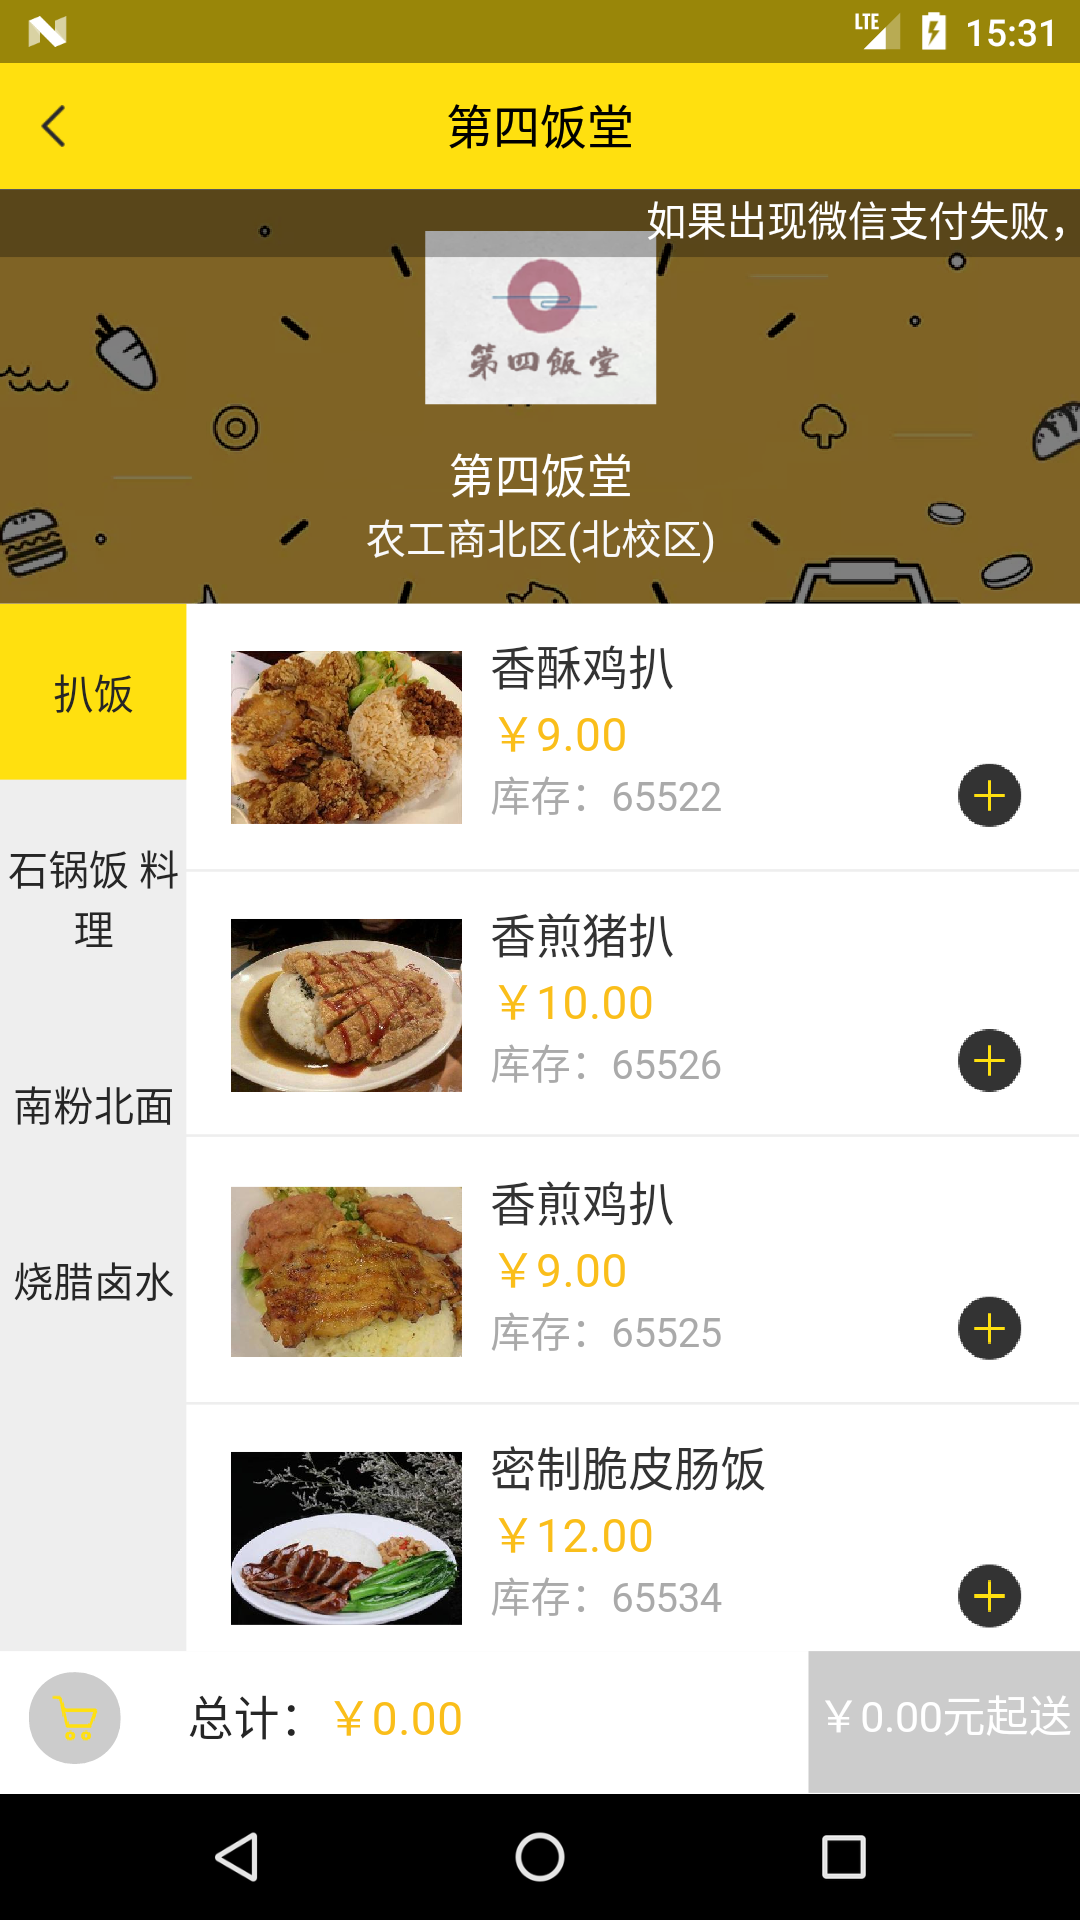 LTE 15:31
第四饭堂
如果出现微信支付失败，
第四飯堂
第四饭堂
农工商北区(北校区)
扒饭
石锅饭 料
理
南粉北面
烧腊卤水
香酥鸡扒
￥9.00
库存：65522
香煎猪扒
￥10.00
库存：65526
香煎鸡扒
￥9.00
库存：65525
密制脆皮肠饭
￥12.00
库存：65534
总计：￥0.00
￥0.00元起送